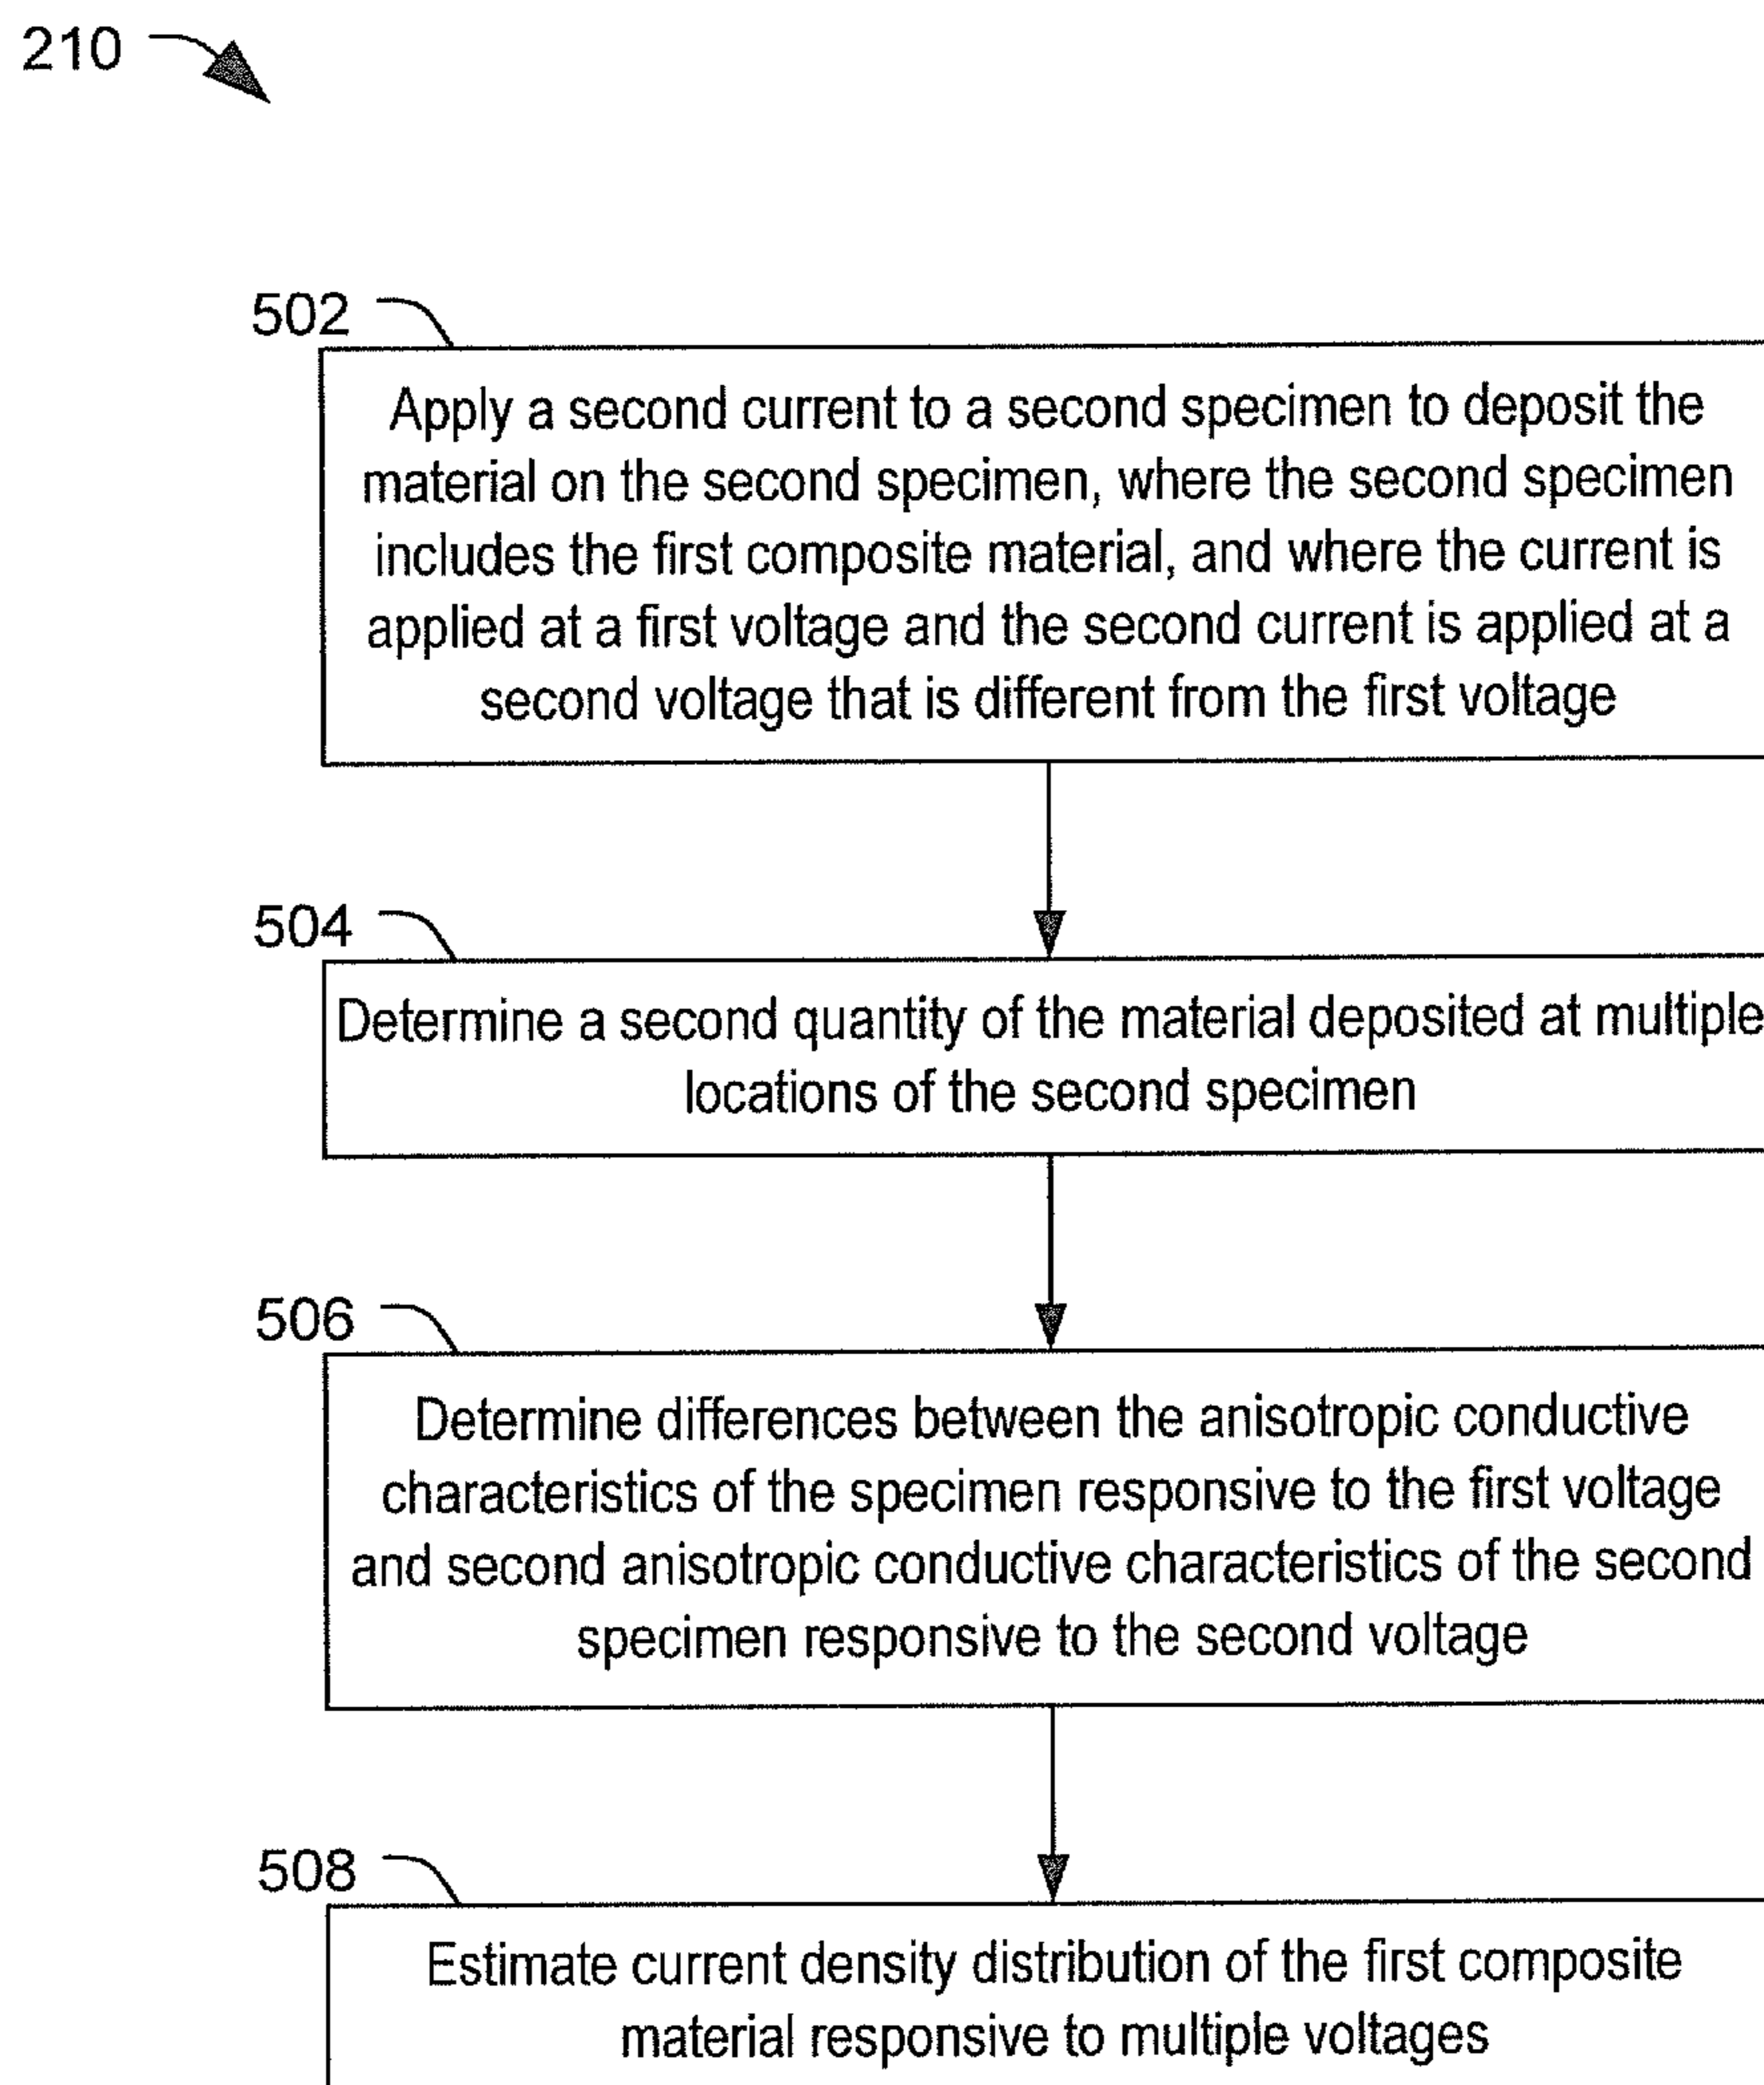 210
502
Apply a second current to a second specimen to deposit the
material on the second specimen, where the second specimen
includes the first composite material, and where the current is
applied at a first voltage and the second current is applied at a
second voltage that is different from the first voltage
504
Determine a second quantity of the material deposited at multiple
locations of the second specimen
506
Determine differences between the anisotropic conductive
characteristics of the specimen responsive to the first voltage
and second anisotropic conductive characteristics of the second
specimen responsive to the second voltage
508
Estimate current density distribution of the first composite
material responsive to multiple voltages